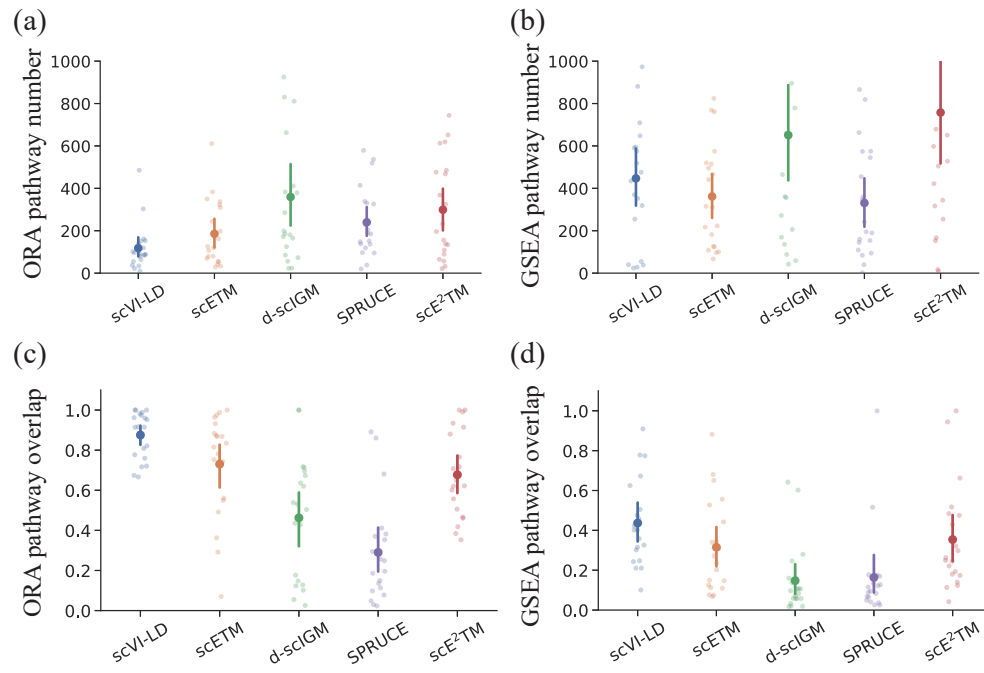 (a)
ORA pathway number
1000
800
600
400
200
0
scVI-LD
scETM
d-scIGM
SPRUCE
scE²TM
(b)
GSEA pathway number
1000
800
600
400
200
0
scVI-LD
scETM
d-scIGM
SPRUCE
scE²TM
(c)
ORA pathway overlap
1.0
0.8
0.6
0.4
0.2
0.0
scVI-LD
scETM
d-scIGM
SPRUCE
scE²TM
(d)
GSEA pathway overlap
1.0
0.8
0.6
0.4
0.2
0.0
scVI-LD
scETM
d-scIGM
SPRUCE
scE²TM